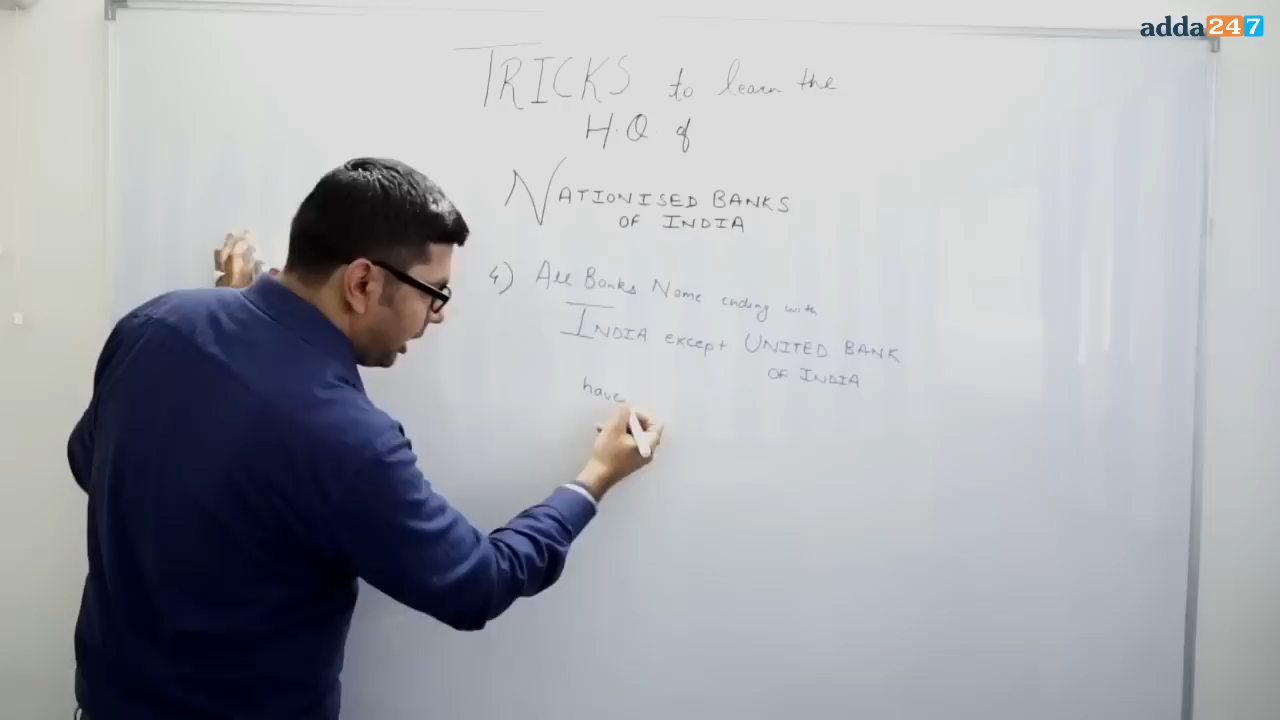 adda247
TRICKS to learn the
H.Q. of
NATIONISED BANKS
OF INDIA
4) All Banks Name ending with
INDIA except UNITED BANK
OF INDIA
have